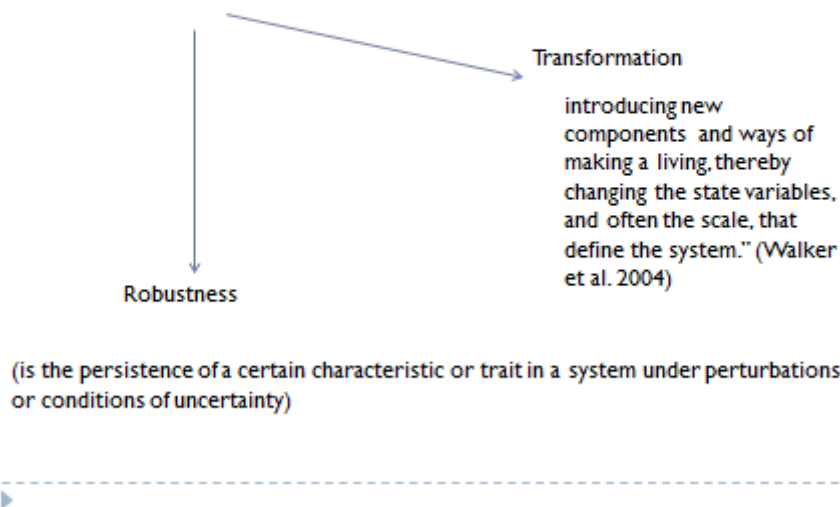 Transformation
introducing new
components and ways of
making a living, thereby
changing the state variables,
and often the scale, that
define the system.” (Walker
et al. 2004)
Robustness
(is the persistence of a certain characteristic or trait in a system under perturbations
or conditions of uncertainty)